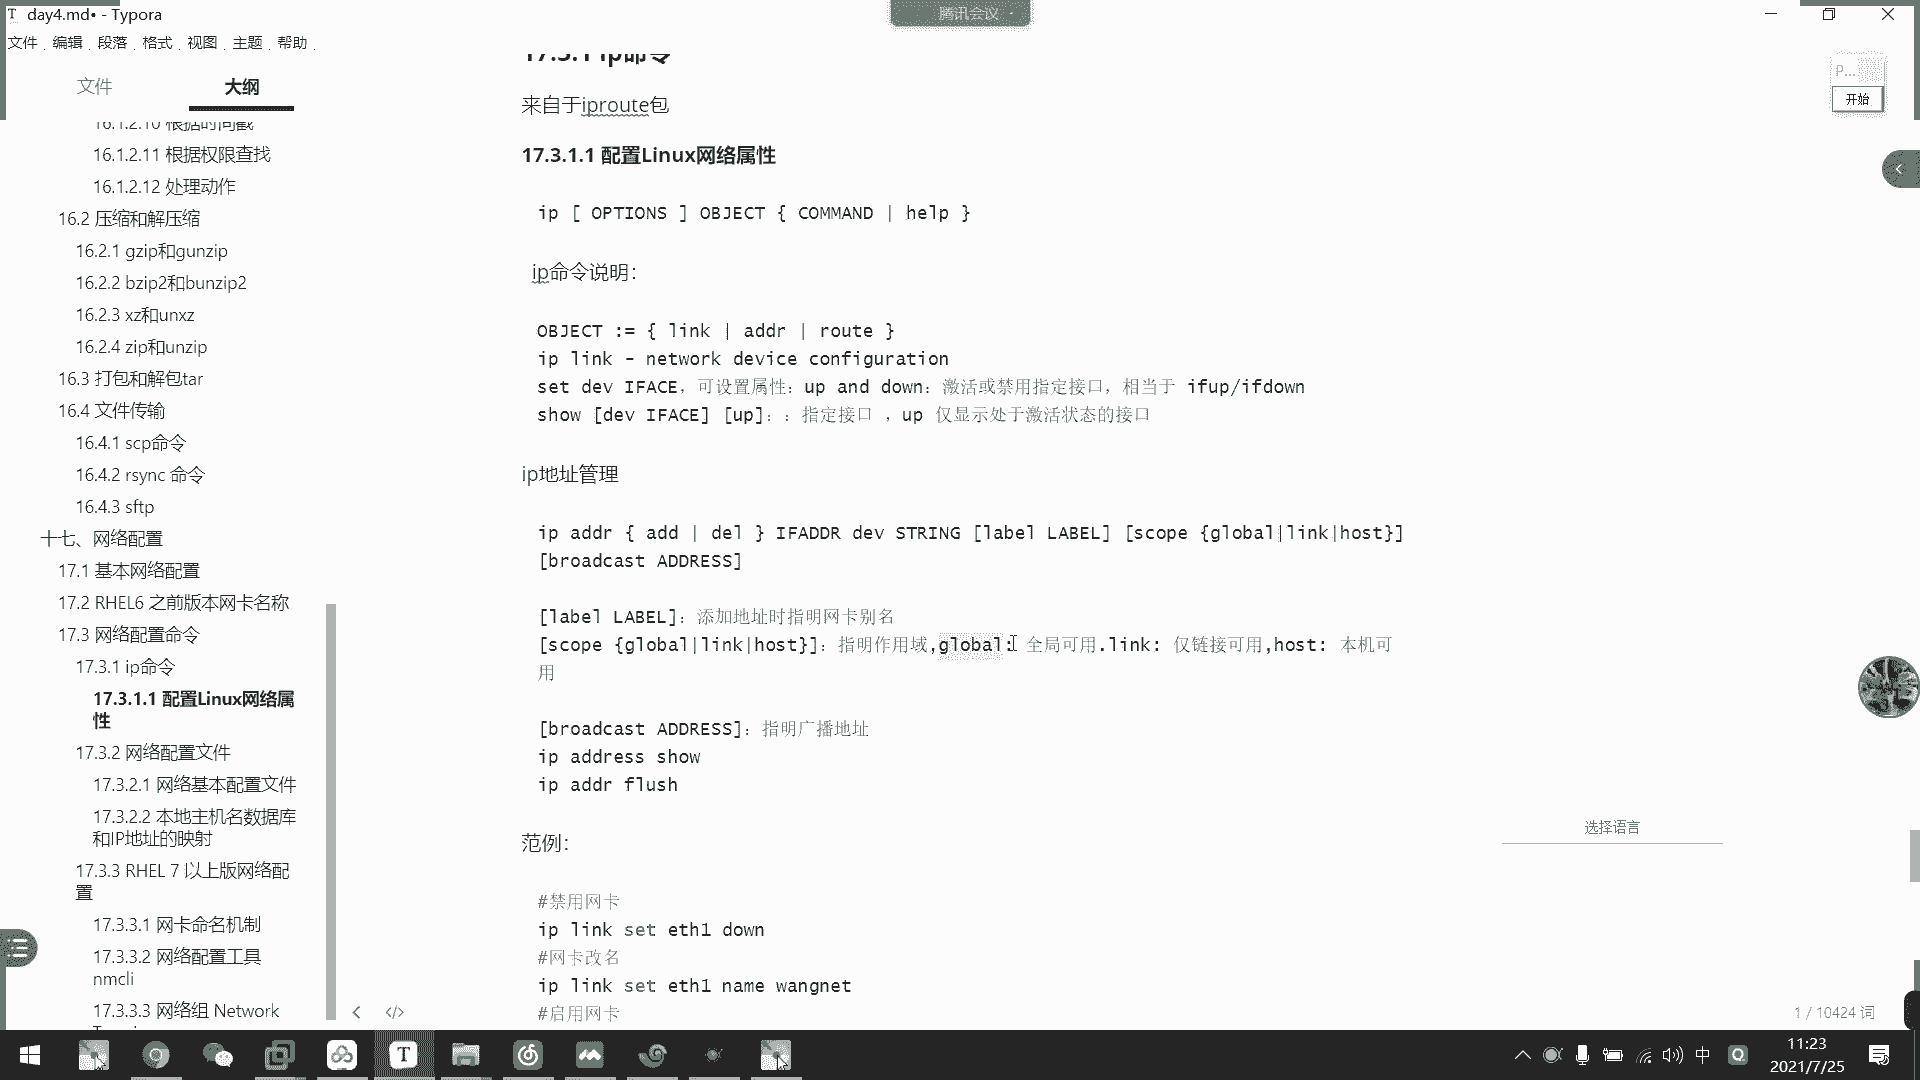 day4.md• - Typora
腾讯会议
文件 编辑 段落 格式 视图 主题 帮助
文件 大纲
16.1.2.10 根据时间戳
16.1.2.11 根据权限查找
16.1.2.12 处理动作
16.2 压缩和解压缩
16.2.1 gzip和gunzip
16.2.2 bzip2和bunzip2
16.2.3 xz和unxz
16.2.4 zip和unzip
16.3 打包和解包tar
16.4 文件传输
16.4.1 scp命令
16.4.2 rsync 命令
16.4.3 sftp
十七、网络配置
17.1 基本网络配置
17.2 RHEL6 之前版本网卡名称
17.3 网络配置命令
17.3.1 ip命令
17.3.1.1 配置Linux网络属
性
17.3.2 网络配置文件
17.3.2.1 网络基本配置文件
17.3.2.2 本地主机名数据库
和IP地址的映射
17.3.3 RHEL 7 以上版网络配
置
17.3.3.1 网卡命名机制
17.3.3.2 网络配置工具
nmcli
17.3.3.3 网络组 Network
17.3.1 ip命令
来自于iproute包
17.3.1.1 配置Linux网络属性
ip [ OPTIONS ] OBJECT { COMMAND | help }
ip命令说明：
OBJECT := { link | addr | route }
ip link - network device configuration
set dev IFACE，可设置属性：up and down：激活或禁用指定接口，相当于 ifup/ifdown
show [dev IFACE] [up]：：指定接口 ，up 仅显示处于激活状态的接口
ip地址管理
ip addr { add | del } IFADDR dev STRING [label LABEL] [scope {global|link|host}]
[broadcast ADDRESS]
[label LABEL]：添加地址时指明网卡别名
[scope {global|link|host}]：指明作用域,global: 全局可用.link: 仅链接可用,host: 本机可
用
[broadcast ADDRESS]：指明广播地址
ip address show
ip addr flush
范例：
#禁用网卡
ip link set eth1 down
#网卡改名
ip link set eth1 name wangnet
#启用网卡
P...
开始
选择语言
1 / 10424 词
中
11:23
2021/7/25